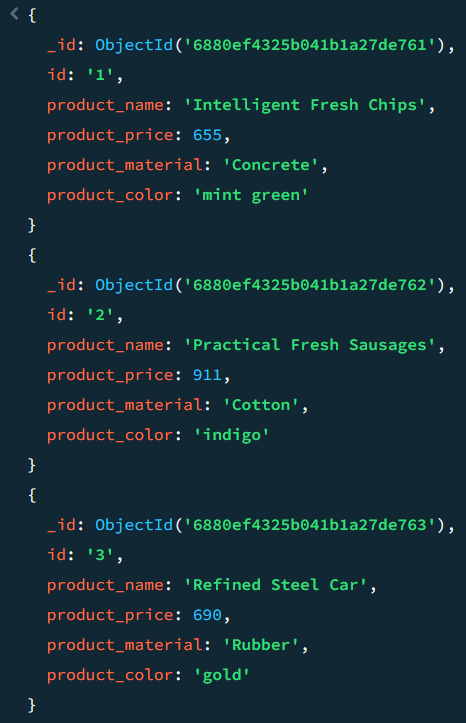 {
_id: ObjectId('6880ef4325b041b1a27de761'),
id: '1',
product_name: 'Intelligent Fresh Chips',
product_price: 655,
product_material: 'Concrete',
product_color: 'mint green'
}
{
_id: ObjectId('6880ef4325b041b1a27de762'),
id: '2',
product_name: 'Practical Fresh Sausages',
product_price: 911,
product_material: 'Cotton',
product_color: 'indigo'
}
{
_id: ObjectId('6880ef4325b041b1a27de763'),
id: '3',
product_name: 'Refined Steel Car',
product_price: 690,
product_material: 'Rubber',
product_color: 'gold'
}